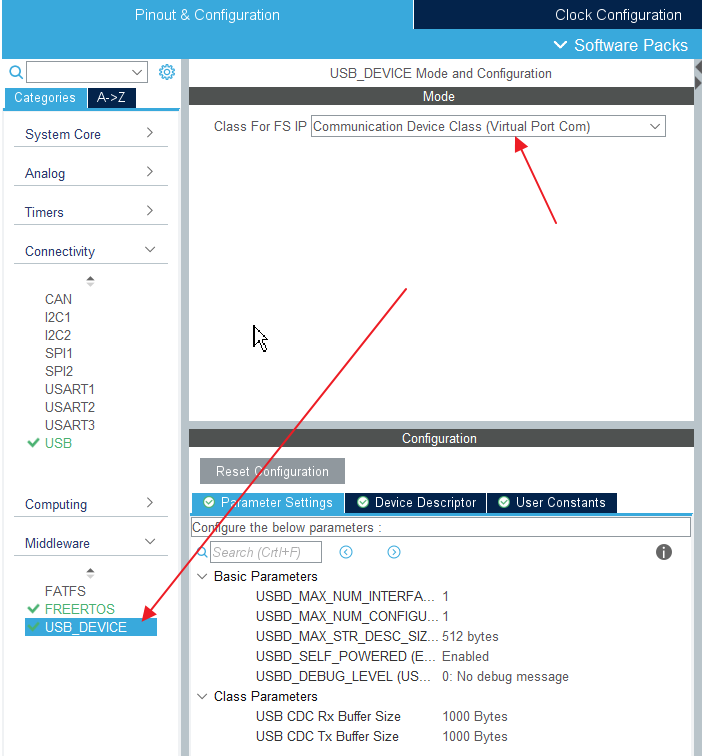 Pinout & Configuration
Clock Configuration
Software Packs
Categories
A->Z
System Core
Analog
Timers
Connectivity
CAN
I2C1
I2C2
SPI1
SPI2
USART1
USART2
USART3
USB
Computing
Middleware
FATFS
FREERTOS
USB_DEVICE
USB_DEVICE Mode and Configuration
Mode
Class For FS IP Communication Device Class (Virtual Port Com)
Configuration
Reset Configuration
Parameter Settings
Device Descriptor
User Constants
Configure the below parameters :
Search (CrtI+F)
Basic Parameters
USBD_MAX_NUM_INTERFA... 1
USBD_MAX_NUM_CONFIGU... 1
USBD_MAX_STR_DESC_SIZ... 512 bytes
USBD_SELF_POWERED (E... Enabled
USBD_DEBUG_LEVEL (US... 0: No debug message
Class Parameters
USB CDC Rx Buffer Size 1000 Bytes
USB CDC Tx Buffer Size 1000 Bytes